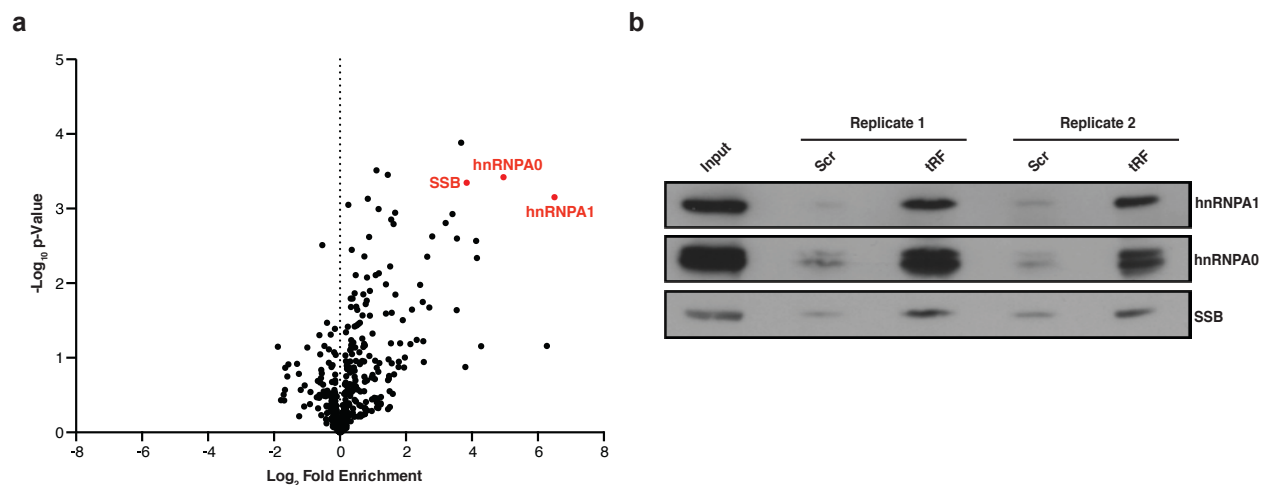 a
5
4
3
2
1
0
-Log10 p-Value
-8
-6
-4
-2
0
2
4
6
8
Log2 Fold Enrichment
hnRNPA0
SSB
hnRNPA1
b
Replicate 1
Replicate 2
Input
Scr
tRF
Scr
tRF
hnRNPA1
hnRNPA0
SSB